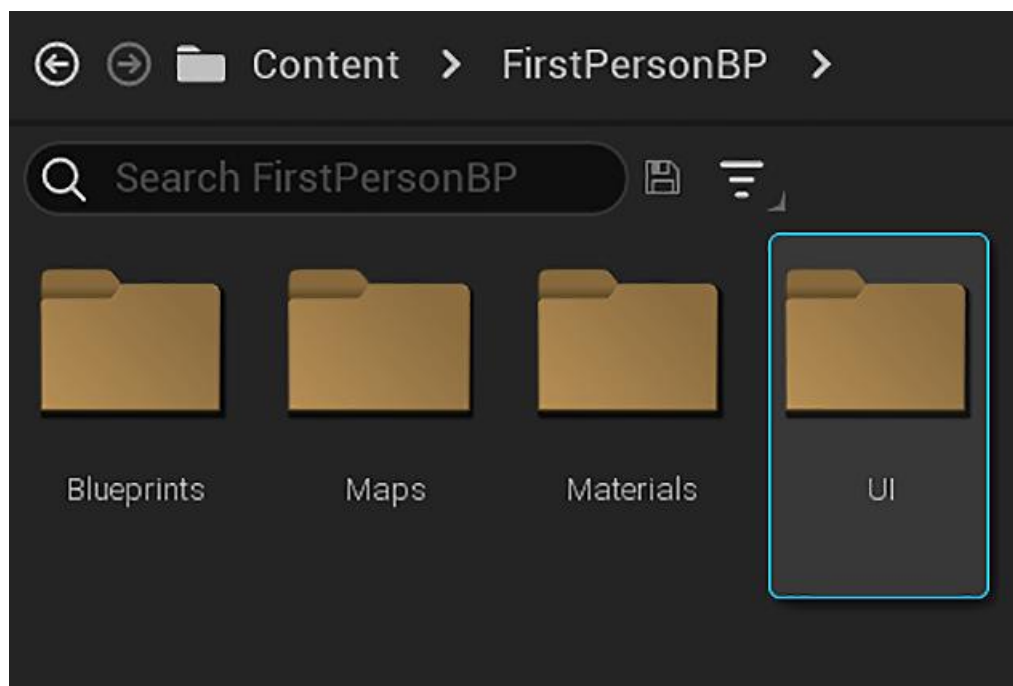 Content > FirstPersonBP >
Search FirstPersonBP
Blueprints Maps Materials UI